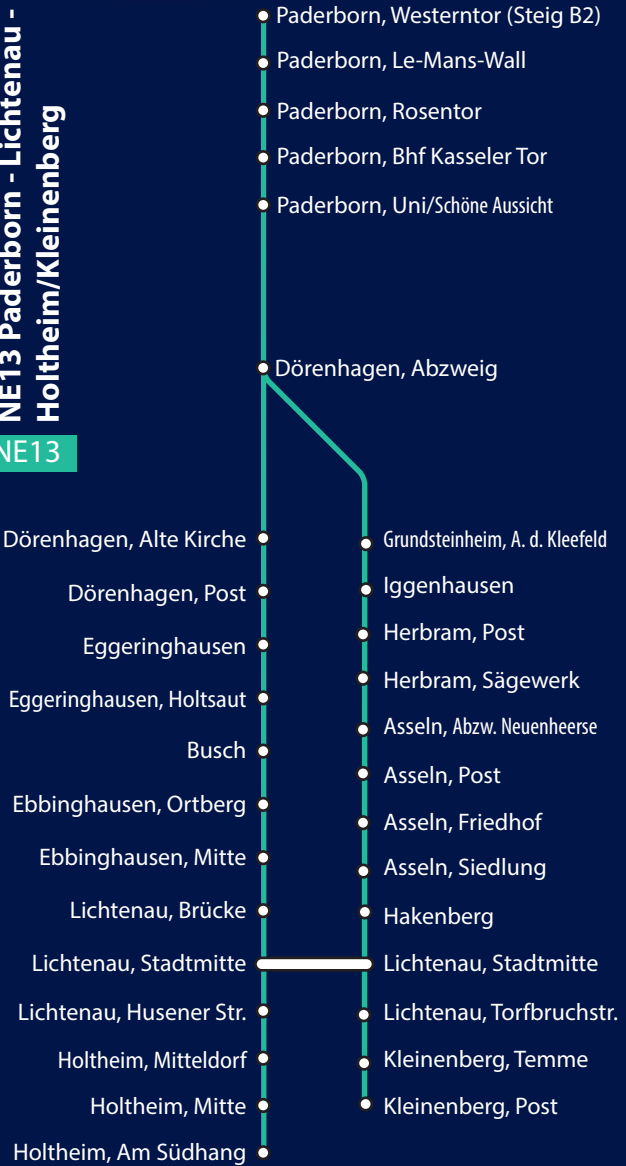 NE13 Paderborn - Lichtenau -
Holtheim/Kleinenberg
NE13
Paderborn, Westerntor (Steig B2)
Paderborn, Le-Mans-Wall
Paderborn, Rosentor
Paderborn, Bhf Kasseler Tor
Paderborn, Uni/Schöne Aussicht
Dörenhagen, Abzweig
Dörenhagen, Alte Kirche
Dörenhagen, Post
Eggeringhausen
Eggeringhausen, Holtsaut
Busch
Ebbinghausen, Ortberg
Ebbinghausen, Mitte
Lichtenau, Brücke
Lichtenau, Stadtmitte
Lichtenau, Husener Str.
Holtheim, Mitteldorf
Holtheim, Mitte
Holtheim, Am Südhang
Grundsteinheim, A. d. Kleefeld
Iggenhausen
Herbram, Post
Herbram, Sägewerk
Asseln, Abzw. Neuenheerse
Asseln, Post
Asseln, Friedhof
Asseln, Siedlung
Hakenberg
Lichtenau, Stadtmitte
Lichtenau, Torfbruchstr.
Kleinenberg, Temme
Kleinenberg, Post